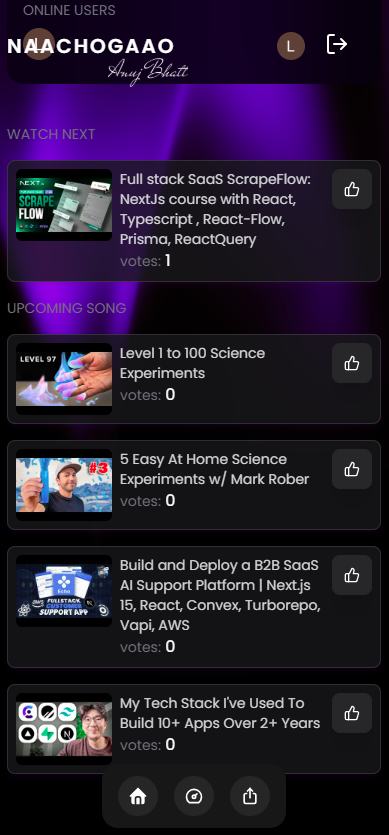 ONLINE USERS
NAACHOGAAO
L
Anuj Bhatt
WATCH NEXT
NEXT
SCRAPE
FLOW
Full stack SaaS ScrapeFlow:
NextJs course with React,
Typescript , React-Flow,
Prisma, ReactQuery
votes: 1
UPCOMING SONG
LEVEL 97
Level 1 to 100 Science
Experiments
votes: 0
#3
5 Easy At Home Science
Experiments w/ Mark Rober
votes: 0
Echo
FULLSTACK
CUSTOMER
SUPPORT APP
Build and Deploy a B2B SaaS
AI Support Platform | Next.js
15, React, Convex, Turborepo,
Vapi, AWS
votes: 0
My Tech Stack I've Used To
Build 10+ Apps Over 2+ Years
votes: 0